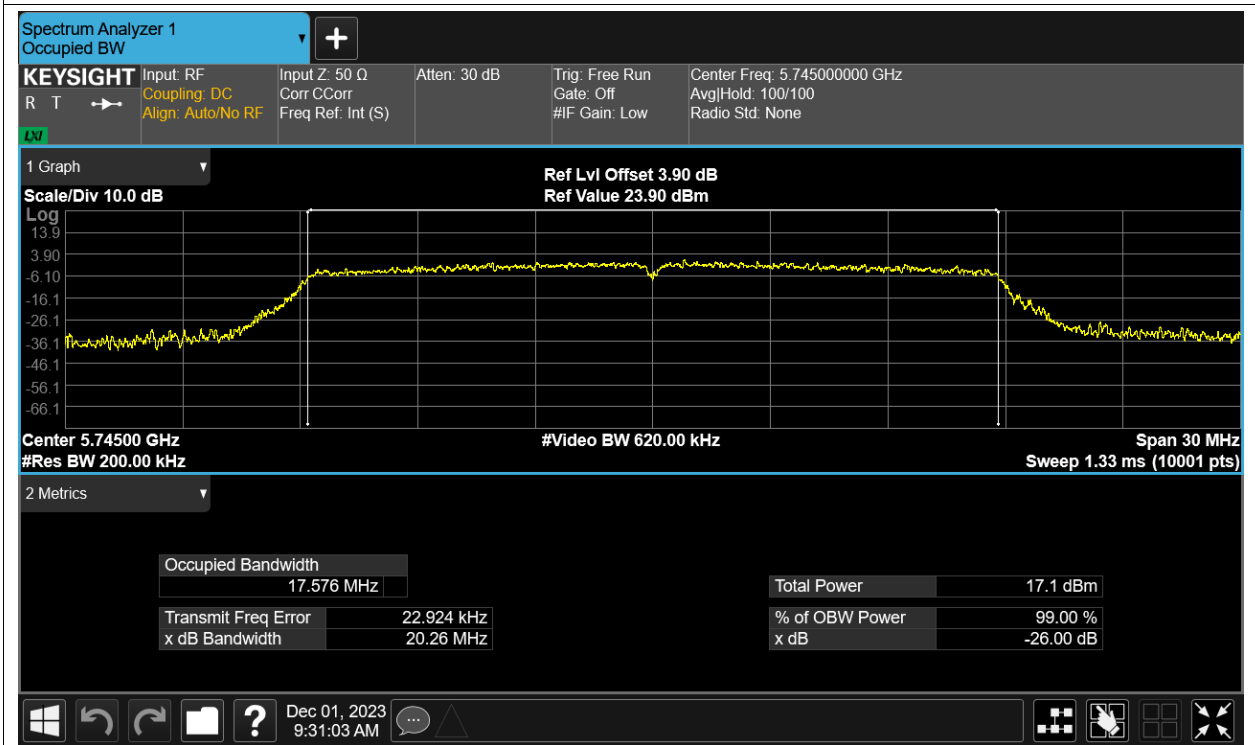 Spectrum Analyzer 1
Occupied BW
KEYSIGHT
R T
LXI
Input: RF
Coupling: DC
Align: Auto/No RF
Input Z: 50 Ω
Corr CCorr
Freq Ref: Int (S)
Atten: 30 dB
Trig: Free Run
Gate: Off
#IF Gain: Low
Center Freq: 5.745000000 GHz
Avg|Hold: 100/100
Radio Std: None
1 Graph
Scale/Div 10.0 dB
Ref Lvl Offset 3.90 dB
Ref Value 23.90 dBm
Log
13.9
3.90
-6.10
-16.1
-26.1
-36.1
-46.1
-56.1
-66.1
Center 5.74500 GHz
#Video BW 620.00 kHz
Span 30 MHz
#Res BW 200.00 kHz
Sweep 1.33 ms (10001 pts)
2 Metrics
Occupied Bandwidth
17.576 MHz
Total Power 17.1 dBm
Transmit Freq Error 22.924 kHz
% of OBW Power 99.00 %
x dB Bandwidth 20.26 MHz
x dB -26.00 dB
Dec 01, 2023
9:31:03 AM